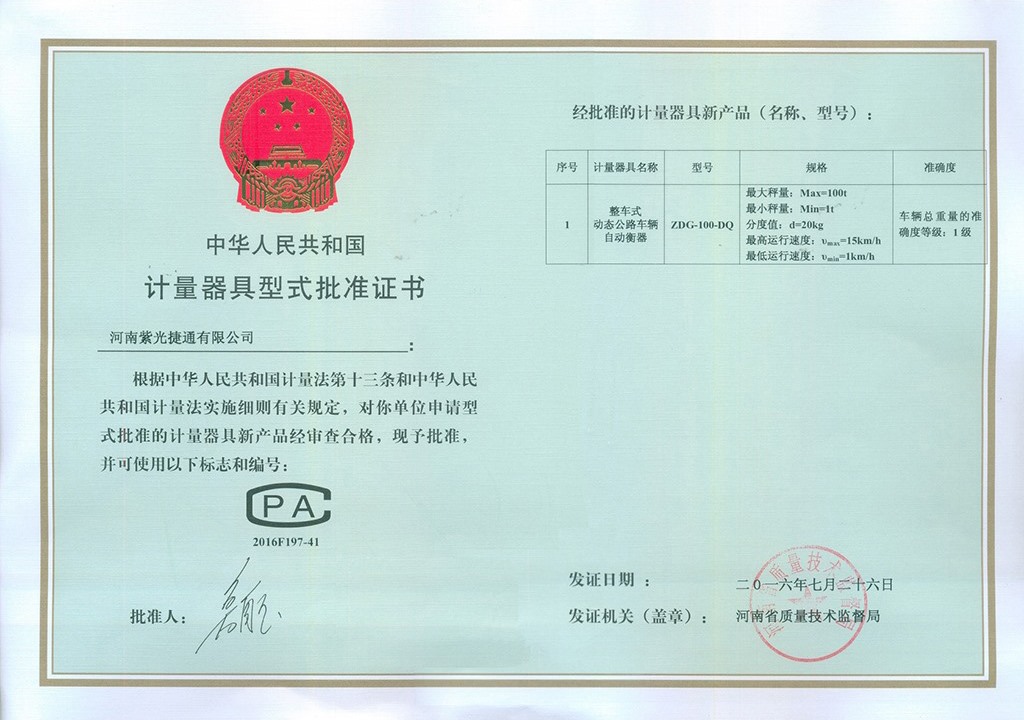 中华人民共和国
计量器具型式批准证书
河南紫光捷通有限公司 :
根据中华人民共和国计量法第十三条和中华人民
共和国计量法实施细则有关规定，对你单位申请型
式批准的计量器具新产品经审查合格，现予批准，
并可使用以下标志和编号：
CPA
2016F197-41
批准人：
经批准的计量器具新产品（名称、型号）：
序号 计量器具名称 型号 规格 准确度
1 整车式
动态公路车辆
自动衡器
ZDG-100-DQ
最大秤量：Max=100t
最小秤量：Min=1t
分度值：d=20kg
最高运行速度：υmax=15km/h
最低运行速度：υmin=1km/h
车辆总重量的准
确度等级：1 级
发证日期 ： 二0一六年七月二十六日
发证机关（盖章）： 河南省质量技术监督局